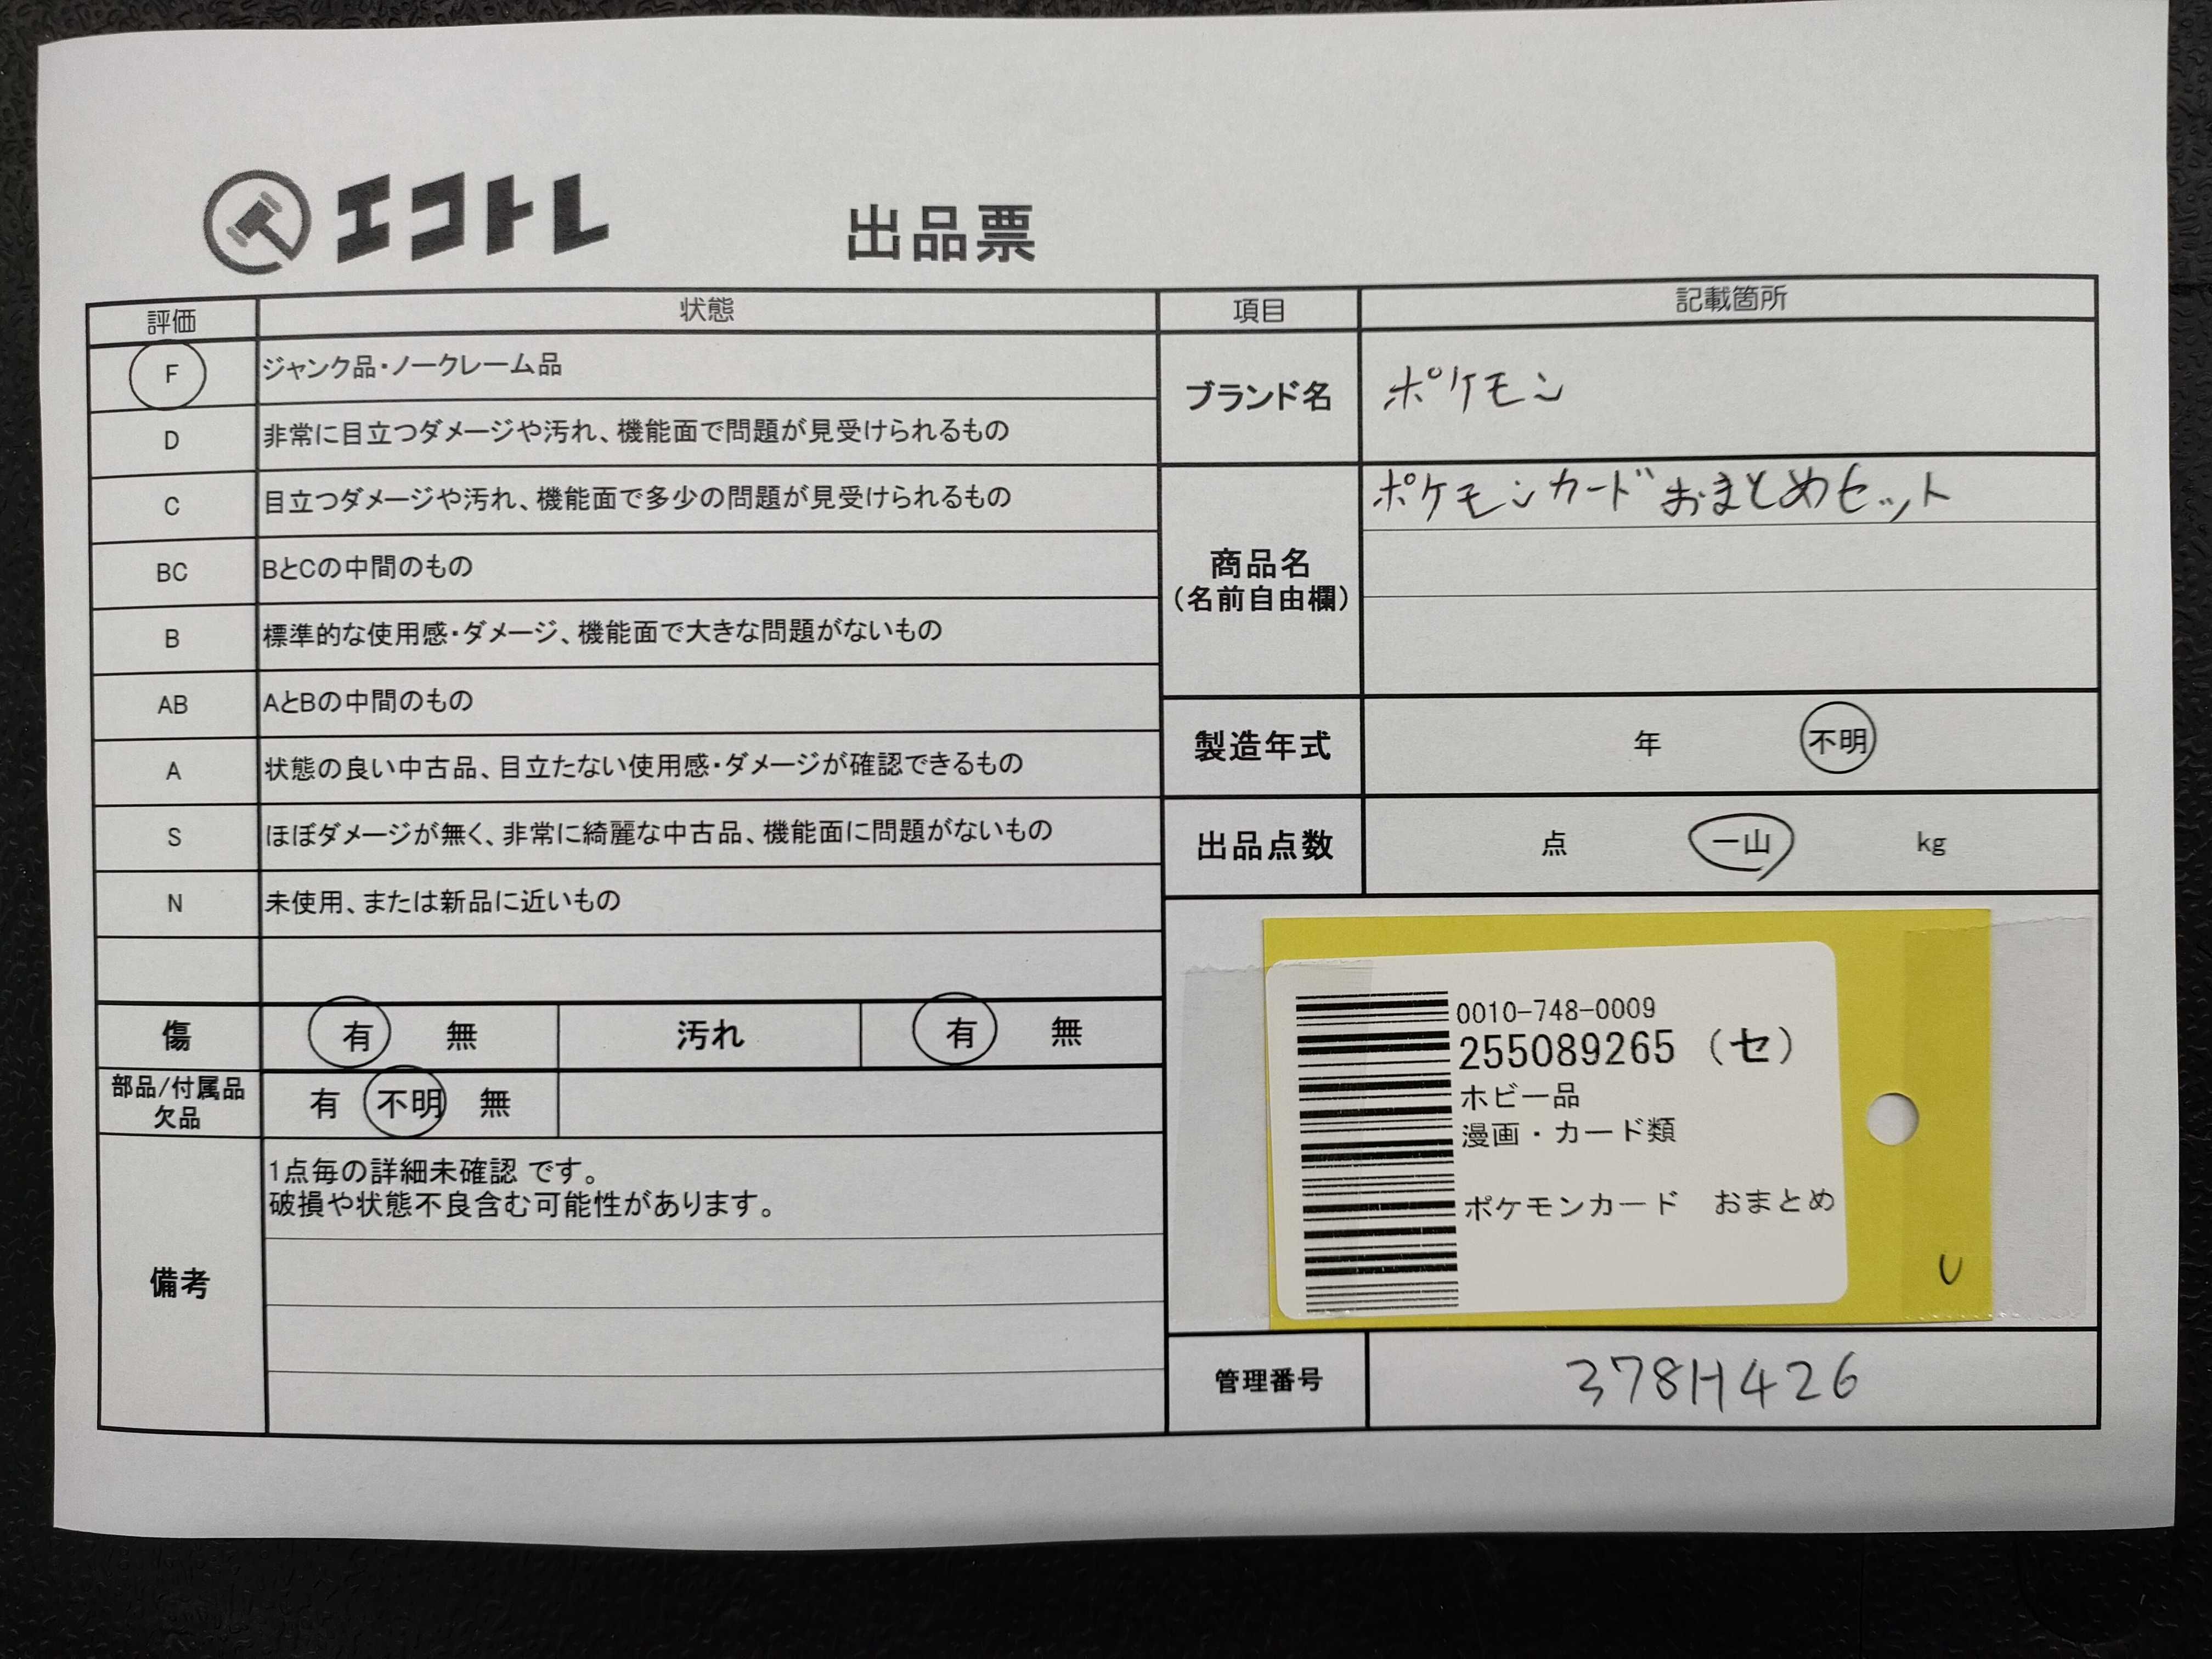 エコトレ
出品票
評価 状態
F ジャンク品・ノークレーム品
D 非常に目立つダメージや汚れ、機能面で問題が見受けられるもの
C 目立つダメージや汚れ、機能面で多少の問題が見受けられるもの
BC BとCの中間のもの
B 標準的な使用感・ダメージ、機能面で大きな問題がないもの
AB AとBの中間のもの
A 状態の良い中古品、目立たない使用感・ダメージが確認できるもの
S ほぼダメージが無く、非常に綺麗な中古品、機能面に問題がないもの
N 未使用、または新品に近いもの
傷 有 無 汚れ 有 無
部品/付属品
欠品
有 不明 無
備考
1点毎の詳細未確認 です。
破損や状態不良含む可能性があります。
項目 記載箇所
ブランド名 ポケモン
商品名
(名前自由欄)
ポケモンカードおまとめセット
製造年式 年 不明
出品点数 点 一山 kg
0010-748-0009
255089265 (セ)
ホビー品
漫画・カード類
ポケモンカード おまとめ
U
管理番号 378H426